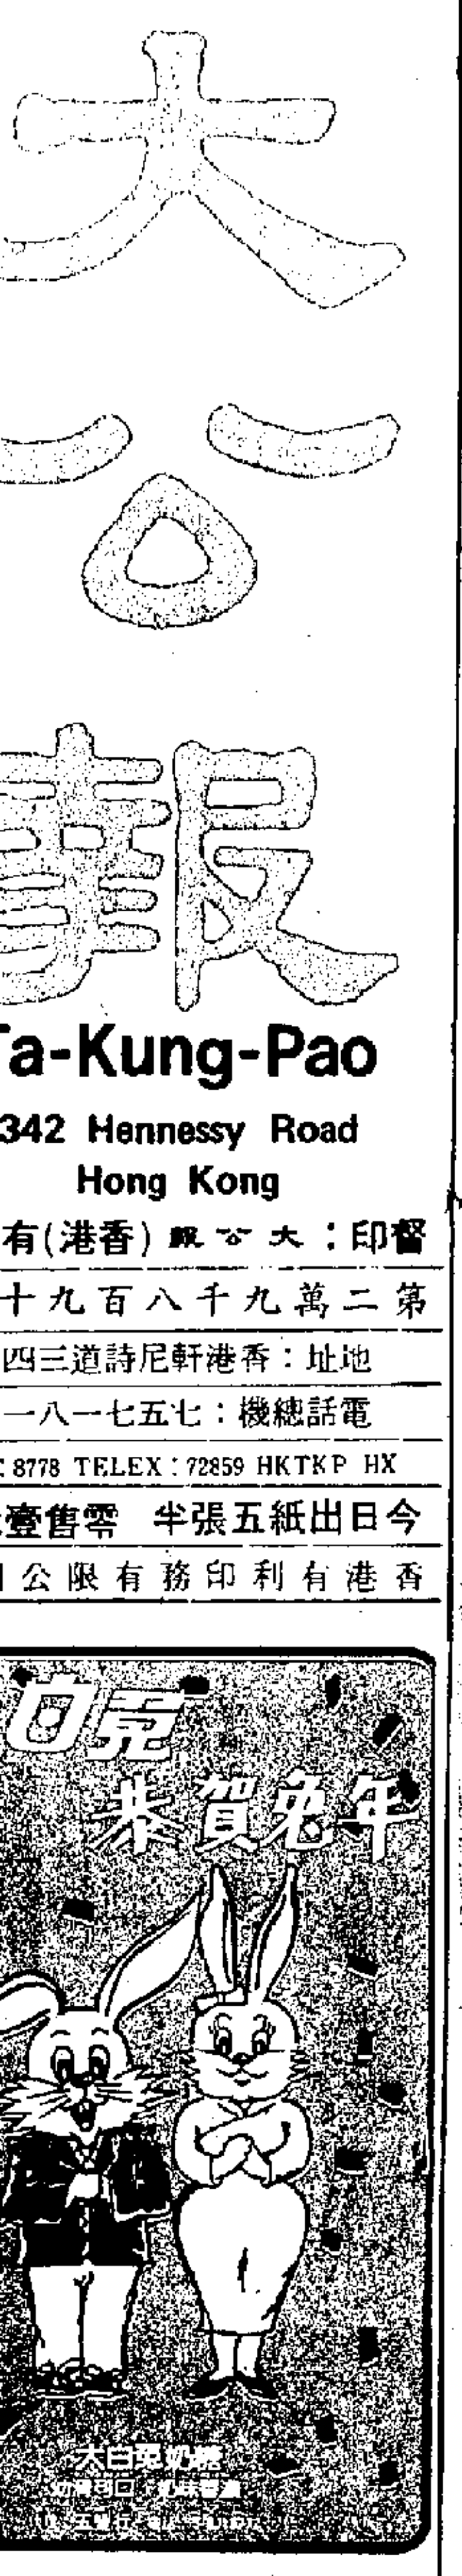 大
公
報
Ta-Kung-Pao
342 Hennessy Road
Hong Kong
督印：大公報(香港)有
第二萬九千八百九十
地址：香港軒尼詩道三四
電話總機：七五七一八一
: 8778 TELEX : 72859 HKTKP HX
今日出紙五張半 零售壹
香港有利印務有限公
白兔
恭賀兔年
大白兔奶糖